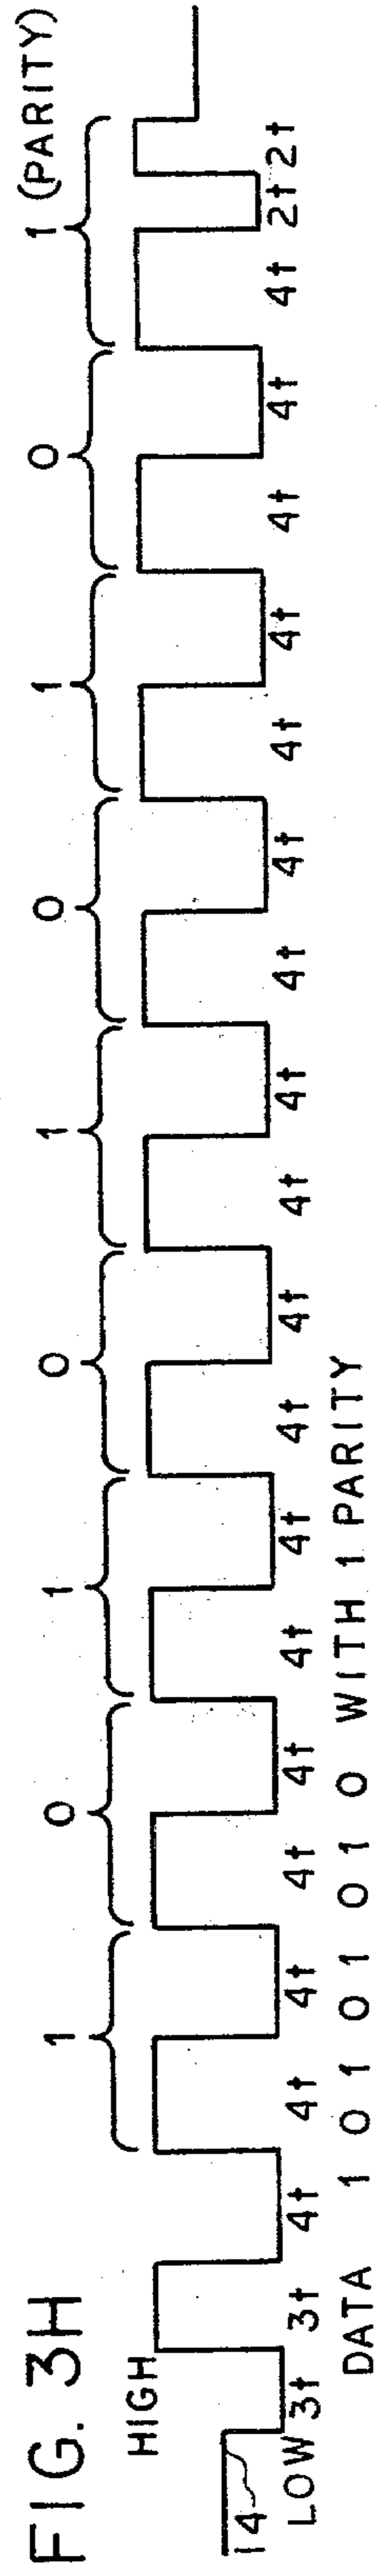 FIG. 3H
1 0 1 0 1 0 1 0 1 (PARITY)
HIGH
14
LOW 3t 3t 4t 4t 4t 4t 4t 4t 4t 4t 4t 4t 4t 4t 4t 4t 4t 4t 4t 4t 2t 2t
DATA 1 0 1 0 1 0 1 0 WITH 1 PARITY